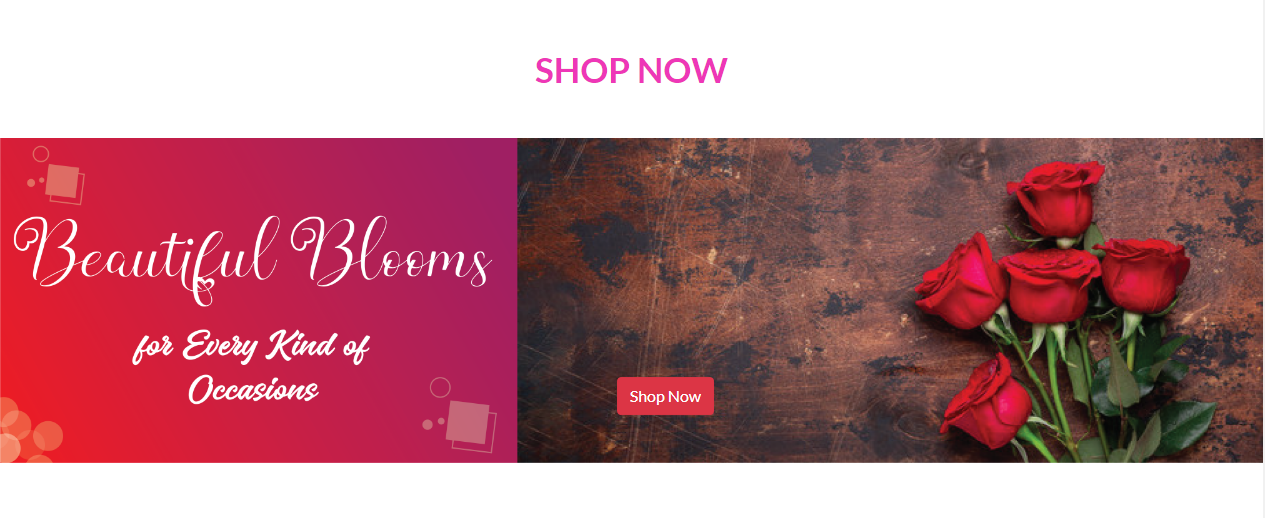 SHOP NOW
Beautiful Blooms
for Every Kind of
Occasions
Shop Now